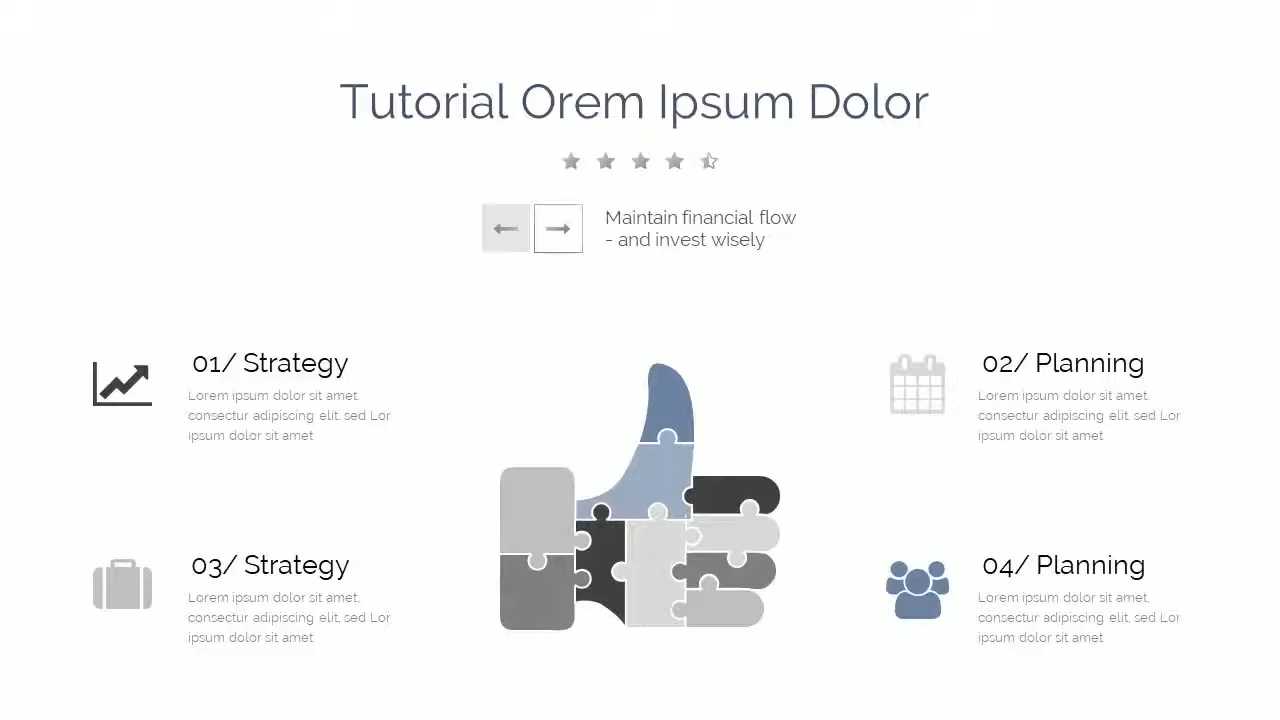 Tutorial Orem Ipsum Dolor
Maintain financial flow
- and invest wisely
01/ Strategy
Lorem ipsum dolor sit amet,
consectur adipiscing elit, sed Lor
ipsum dolor sit amet
02/ Planning
Lorem ipsum dolor sit amet,
consectur adipiscing elit, sed Lor
ipsum dolor sit amet
03/ Strategy
Lorem ipsum dolor sit amet,
consectur adipiscing elit, sed Lor
ipsum dolor sit amet
04/ Planning
Lorem ipsum dolor sit amet,
consectur adipiscing elit, sed Lor
ipsum dolor sit amet